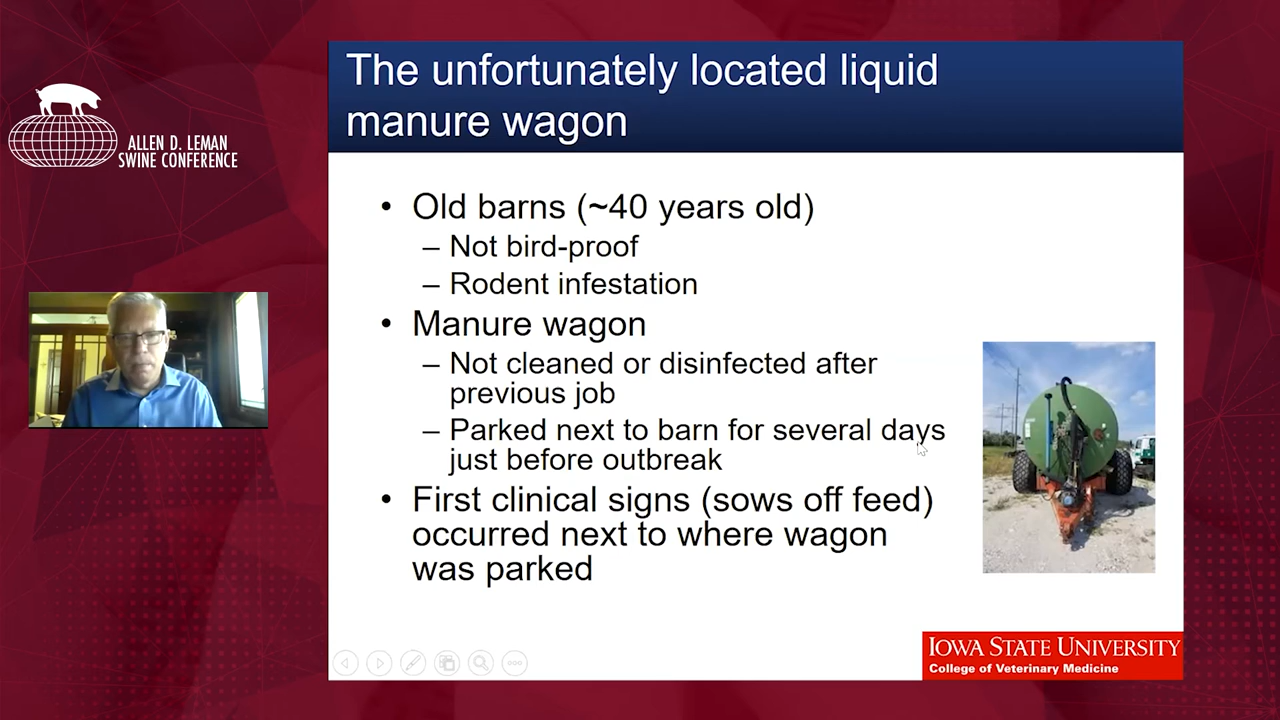 ALLEN D. LEMAN
SWINE CONFERENCE
The unfortunately located liquid
manure wagon
• Old barns (~40 years old)
– Not bird-proof
– Rodent infestation
• Manure wagon
– Not cleaned or disinfected after
previous job
– Parked next to barn for several days
just before outbreak
• First clinical signs (sows off feed)
occurred next to where wagon
was parked
IOWA STATE UNIVERSITY
College of Veterinary Medicine